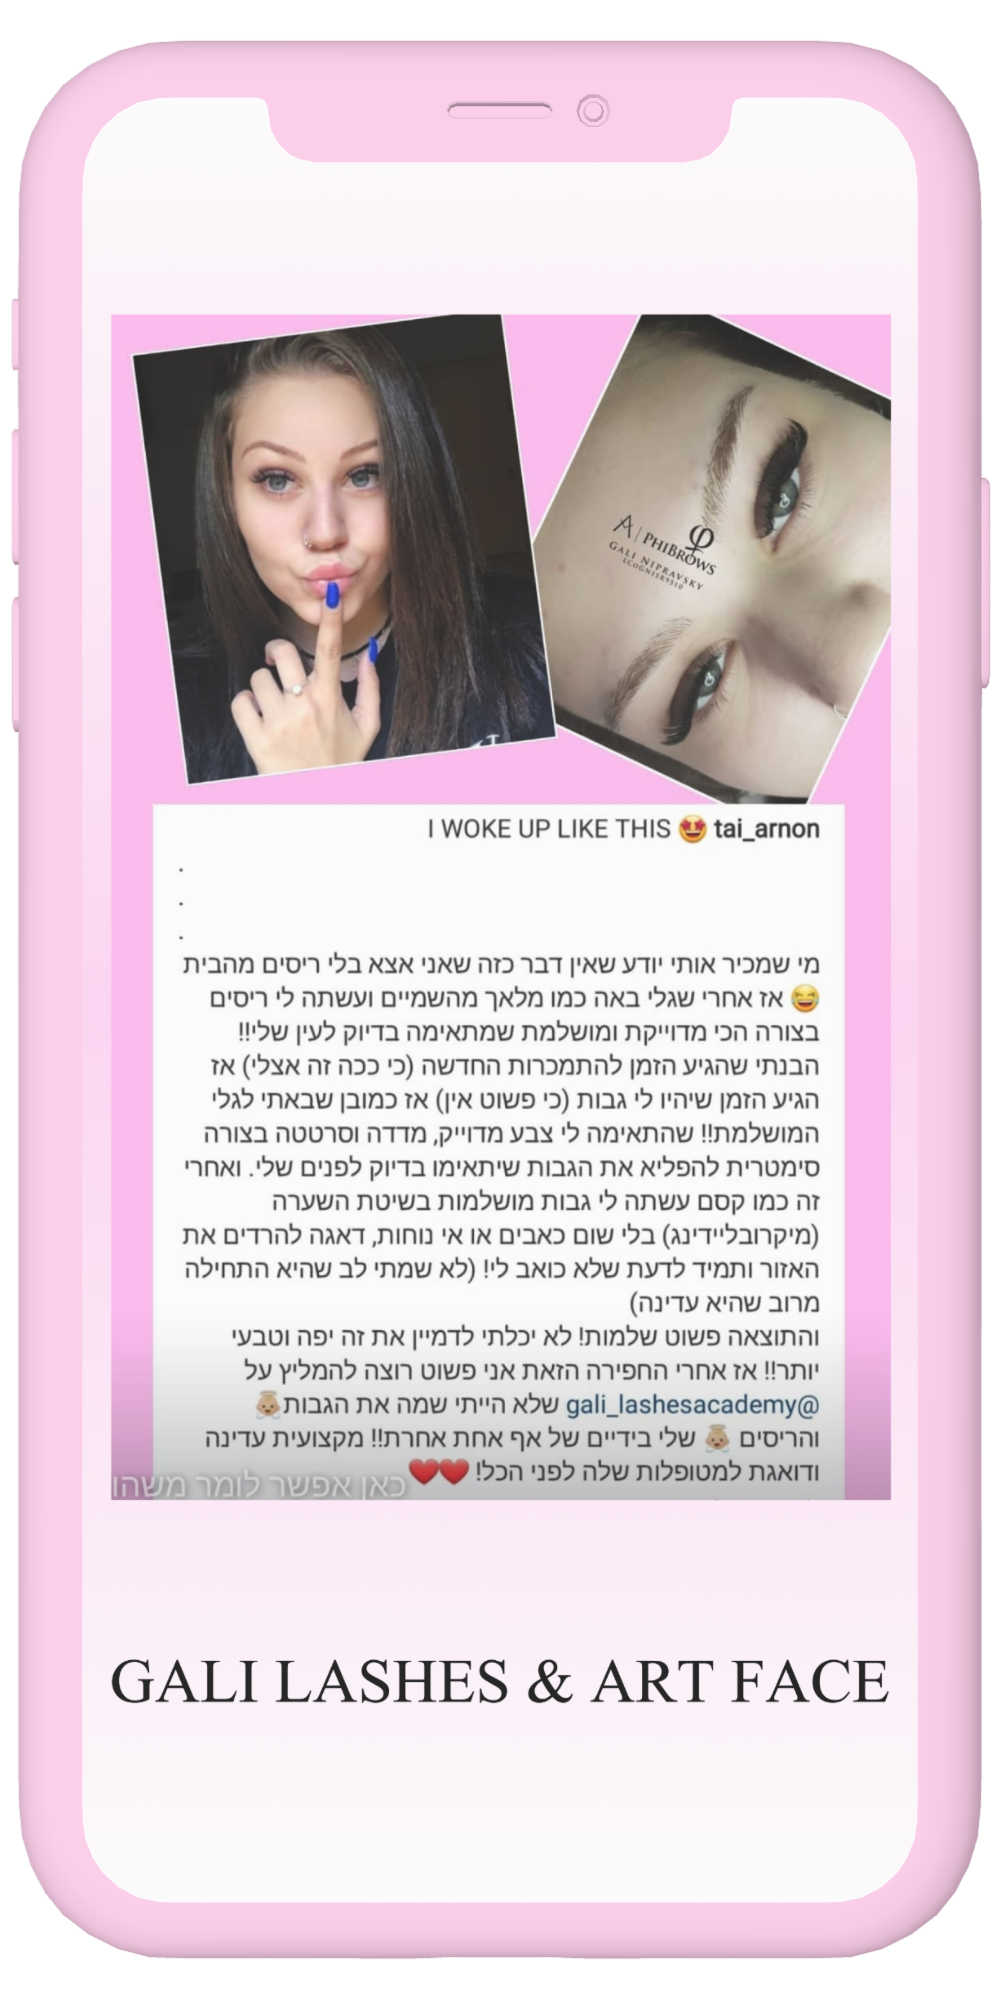 A | PHIBROWS
GALI NIPRAVSKY
tai_arnon 🤩 I WOKE UP LIKE THIS
.
.
.
מי שמכיר אותי יודע שאין דבר כזה שאני אצא בלי ריסים מהבית
😂 אז אחרי שגלי באה כמו מלאך מהשמיים ועשתה לי ריסים
בצורה הכי מדוייקת ומושלמת שמתאימה בדיוק לעין שלי!!
הבנתי שהגיע הזמן להתמכרות החדשה (כי ככה זה אצלי) אז
הגיע הזמן שיהיו לי גבות (כי פשוט אין) אז כמובן שבאתי לגלי
המושלמת!! שהתאימה לי צבע מדוייק, מדדה וסרטטה בצורה
סימטרית להפליא את הגבות שיתאימו בדיוק לפנים שלי. ואחרי
זה כמו קסם עשתה לי גבות מושלמות בשיטת השערה
(מיקרובליידינג) בלי שום כאבים או אי נוחות, דאגה להרדים את
האזור ותמיד לדעת שלא כואב לי! (לא שמתי לב שהיא התחילה
מרוב שהיא עדינה)
והתוצאה פשוט שלמות! לא יכלתי לדמיין את זה יפה וטבעי
יותר!! אז אחרי החפירה הזאת אני פשוט רוצה להמליץ על
@gali_lashesacademy שלא הייתי שמה את הגבות👼🏼
והריסים 👼🏼 שלי בידיים של אף אחת אחרת!! מקצועית עדינה
ודואגת למטופלות שלה לפני הכל! ❤️❤️
כאן אפשר לומר משהו
GALI LASHES & ART FACE